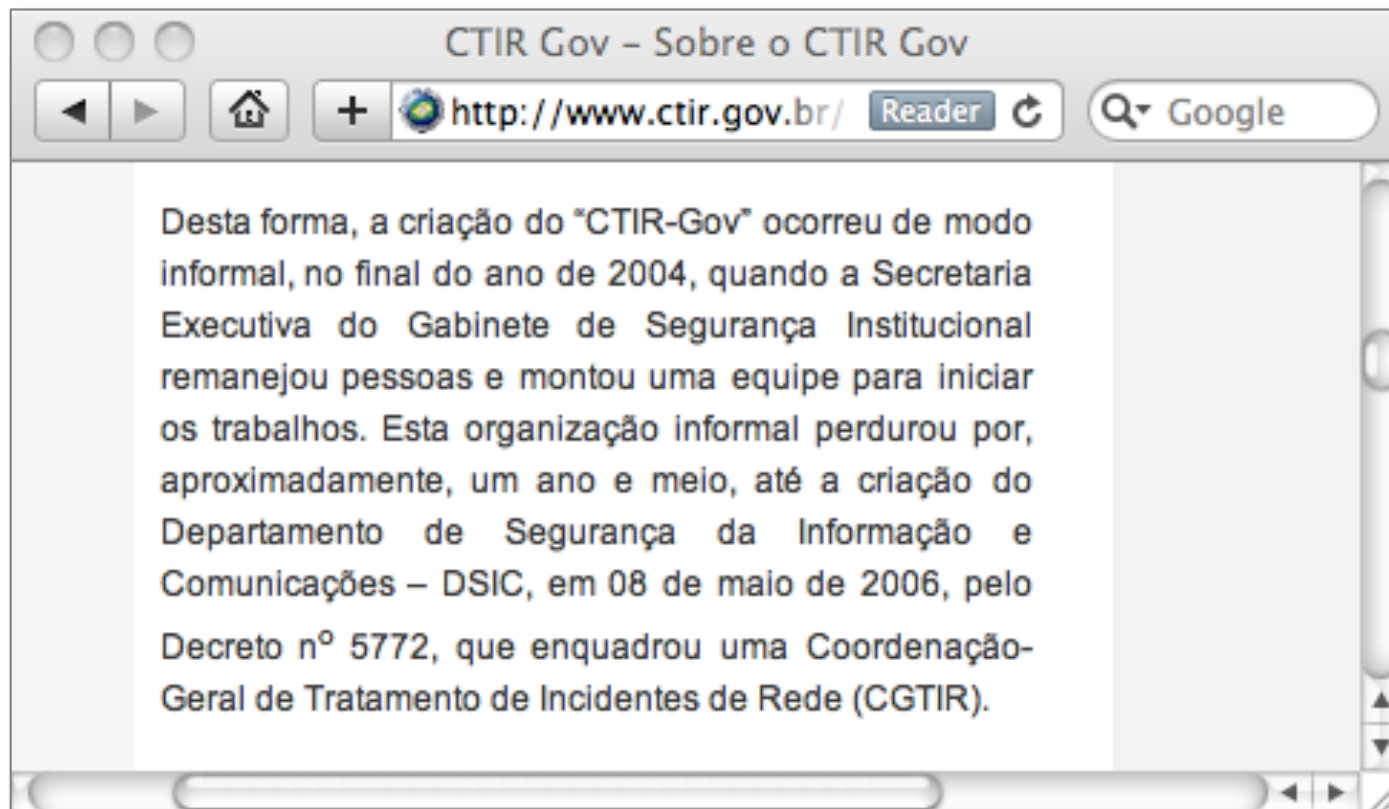 CTIR Gov – Sobre o CTIR Gov
http://www.ctir.gov.br/ Reader Google
Desta forma, a criação do “CTIR-Gov” ocorreu de modo
informal, no final do ano de 2004, quando a Secretaria
Executiva do Gabinete de Segurança Institucional
remanejou pessoas e montou uma equipe para iniciar
os trabalhos. Esta organização informal perdurou por,
aproximadamente, um ano e meio, até a criação do
Departamento de Segurança da Informação e
Comunicações – DSIC, em 08 de maio de 2006, pelo
Decreto nº 5772, que enquadrou uma Coordenação-
Geral de Tratamento de Incidentes de Rede (CGTIR).